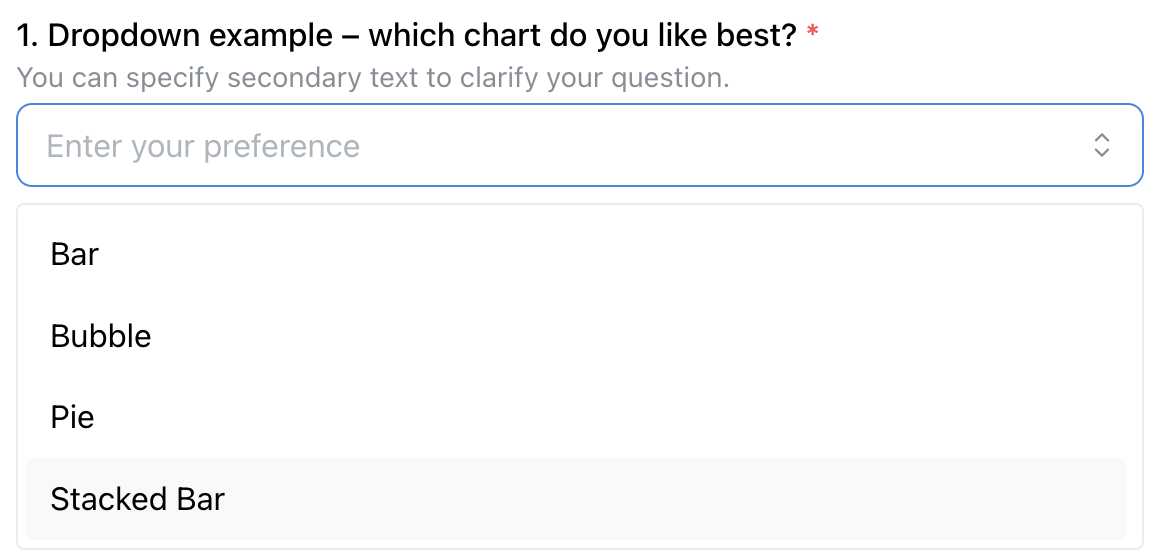 1. Dropdown example – which chart do you like best? *
You can specify secondary text to clarify your question.
Enter your preference
Bar
Bubble
Pie
Stacked Bar